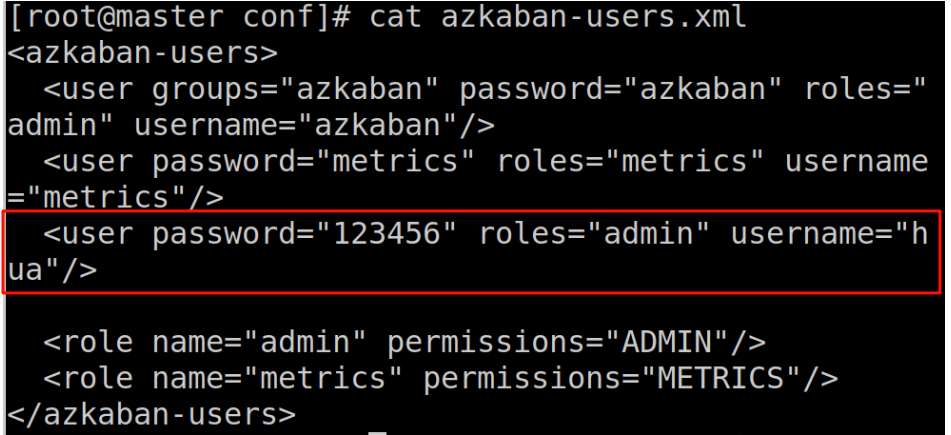 [root@master conf]# cat azkaban-users.xml
<azkaban-users>
  <user groups="azkaban" password="azkaban" roles="
admin" username="azkaban"/>
  <user password="metrics" roles="metrics" username
="metrics"/>
  <user password="123456" roles="admin" username="h
ua"/>
  <role name="admin" permissions="ADMIN"/>
  <role name="metrics" permissions="METRICS"/>
</azkaban-users>